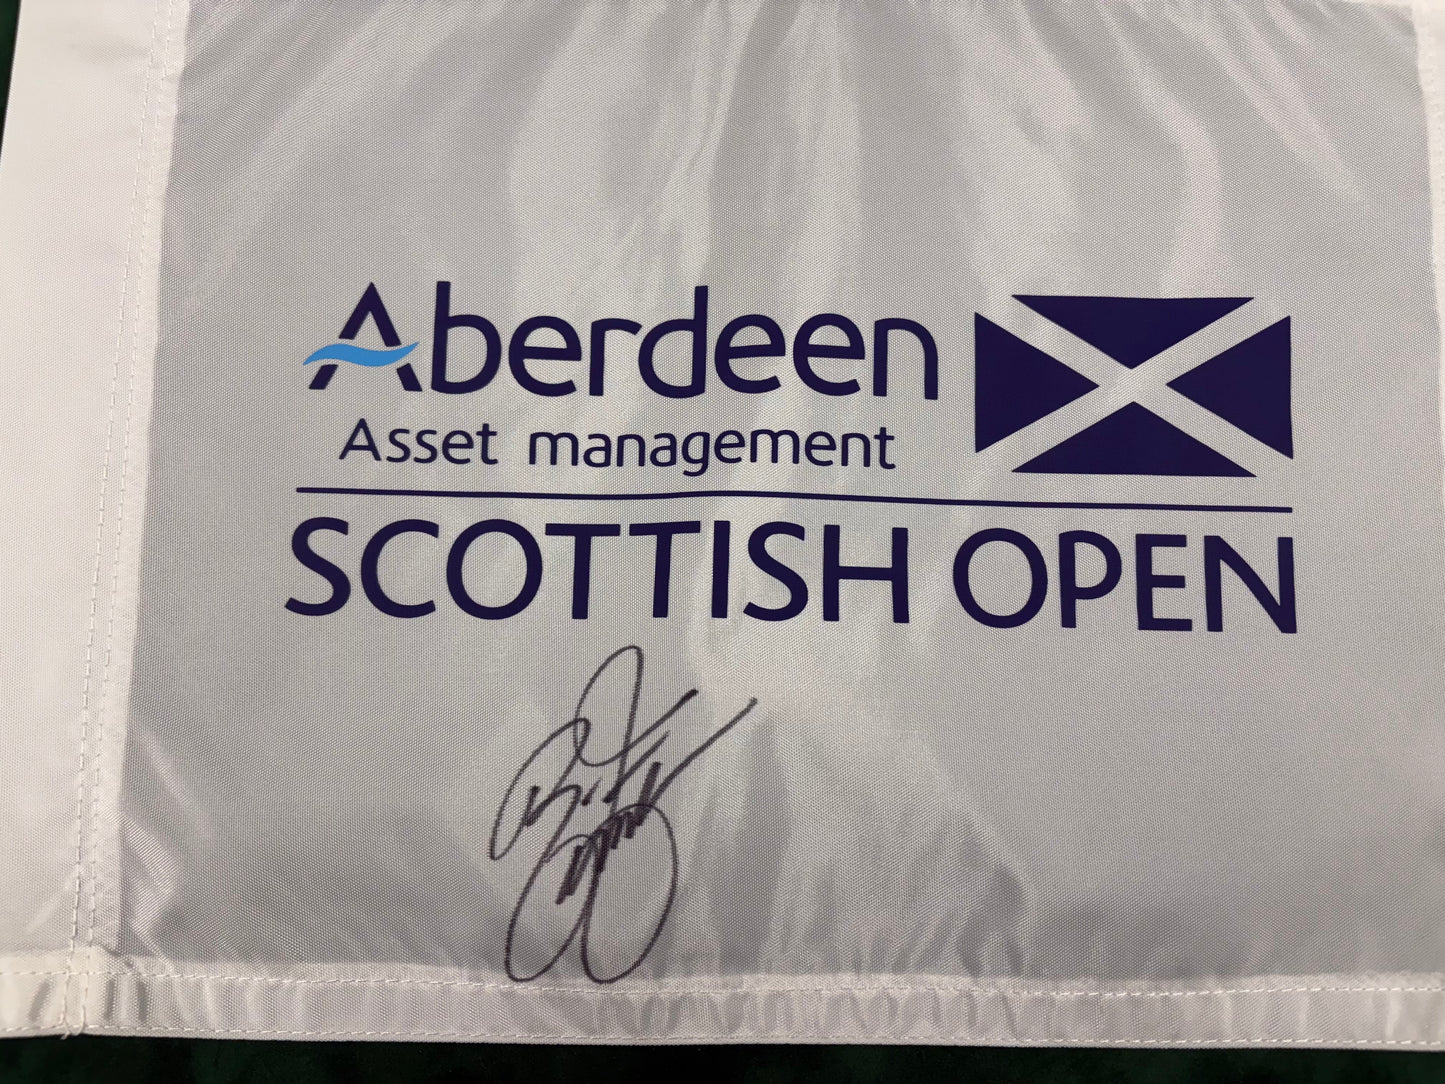 Aberdeen
Asset management
SCOTTISH OPEN